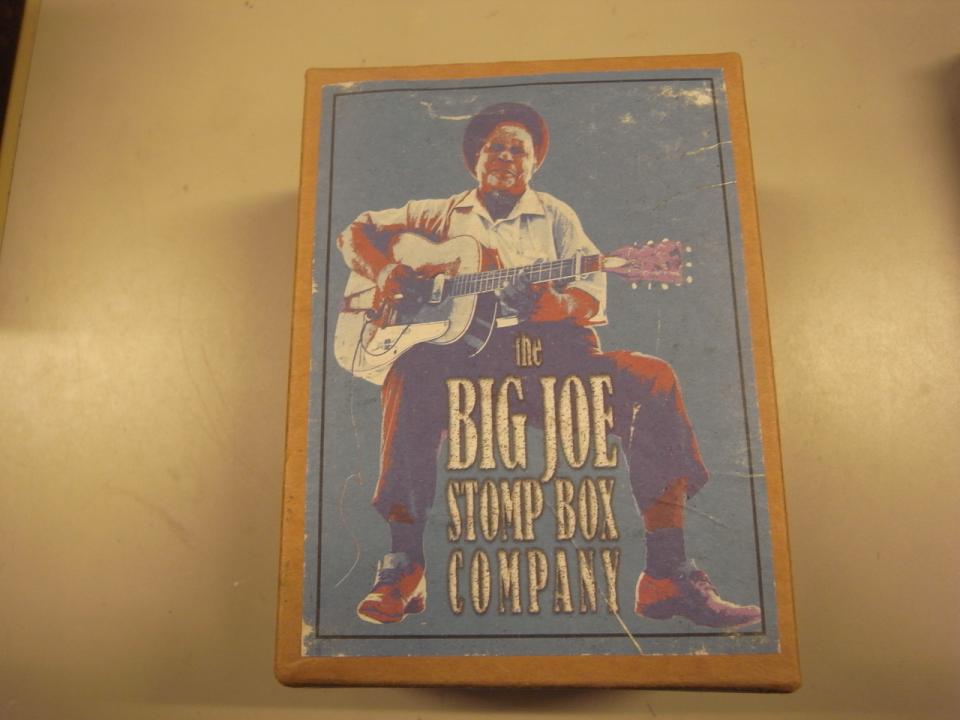 the
BIG JOE
STOMP BOX
COMPANY